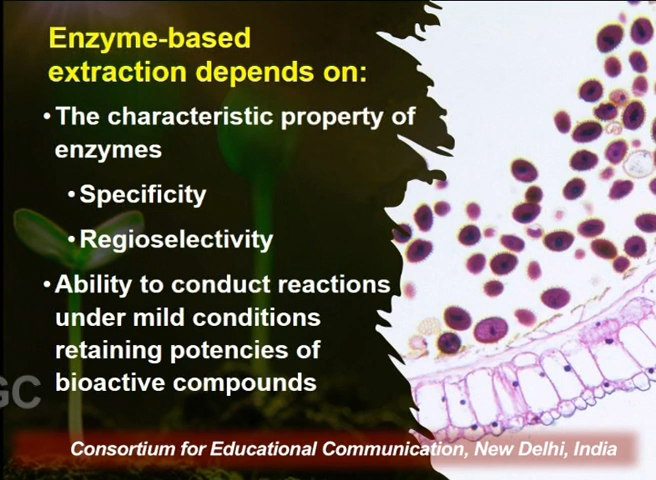 Enzyme-based
extraction depends on:
• The characteristic property of
enzymes
• Specificity
• Regioselectivity
• Ability to conduct reactions
under mild conditions
retaining potencies of
bioactive compounds
GC
Consortium for Educational Communication, New Delhi, India